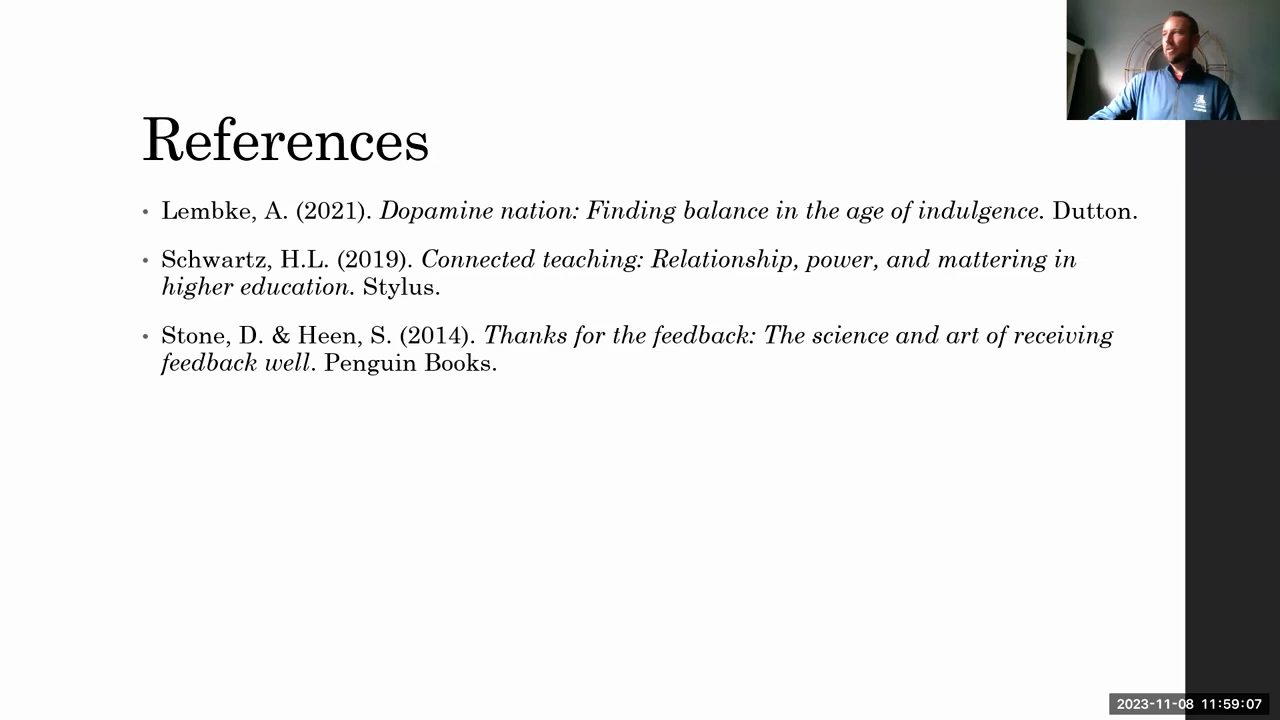 References
• Lembke, A. (2021). Dopamine nation: Finding balance in the age of indulgence. Dutton.
• Schwartz, H.L. (2019). Connected teaching: Relationship, power, and mattering in
higher education. Stylus.
• Stone, D. & Heen, S. (2014). Thanks for the feedback: The science and art of receiving
feedback well. Penguin Books.
2023-11-08 11:59:07